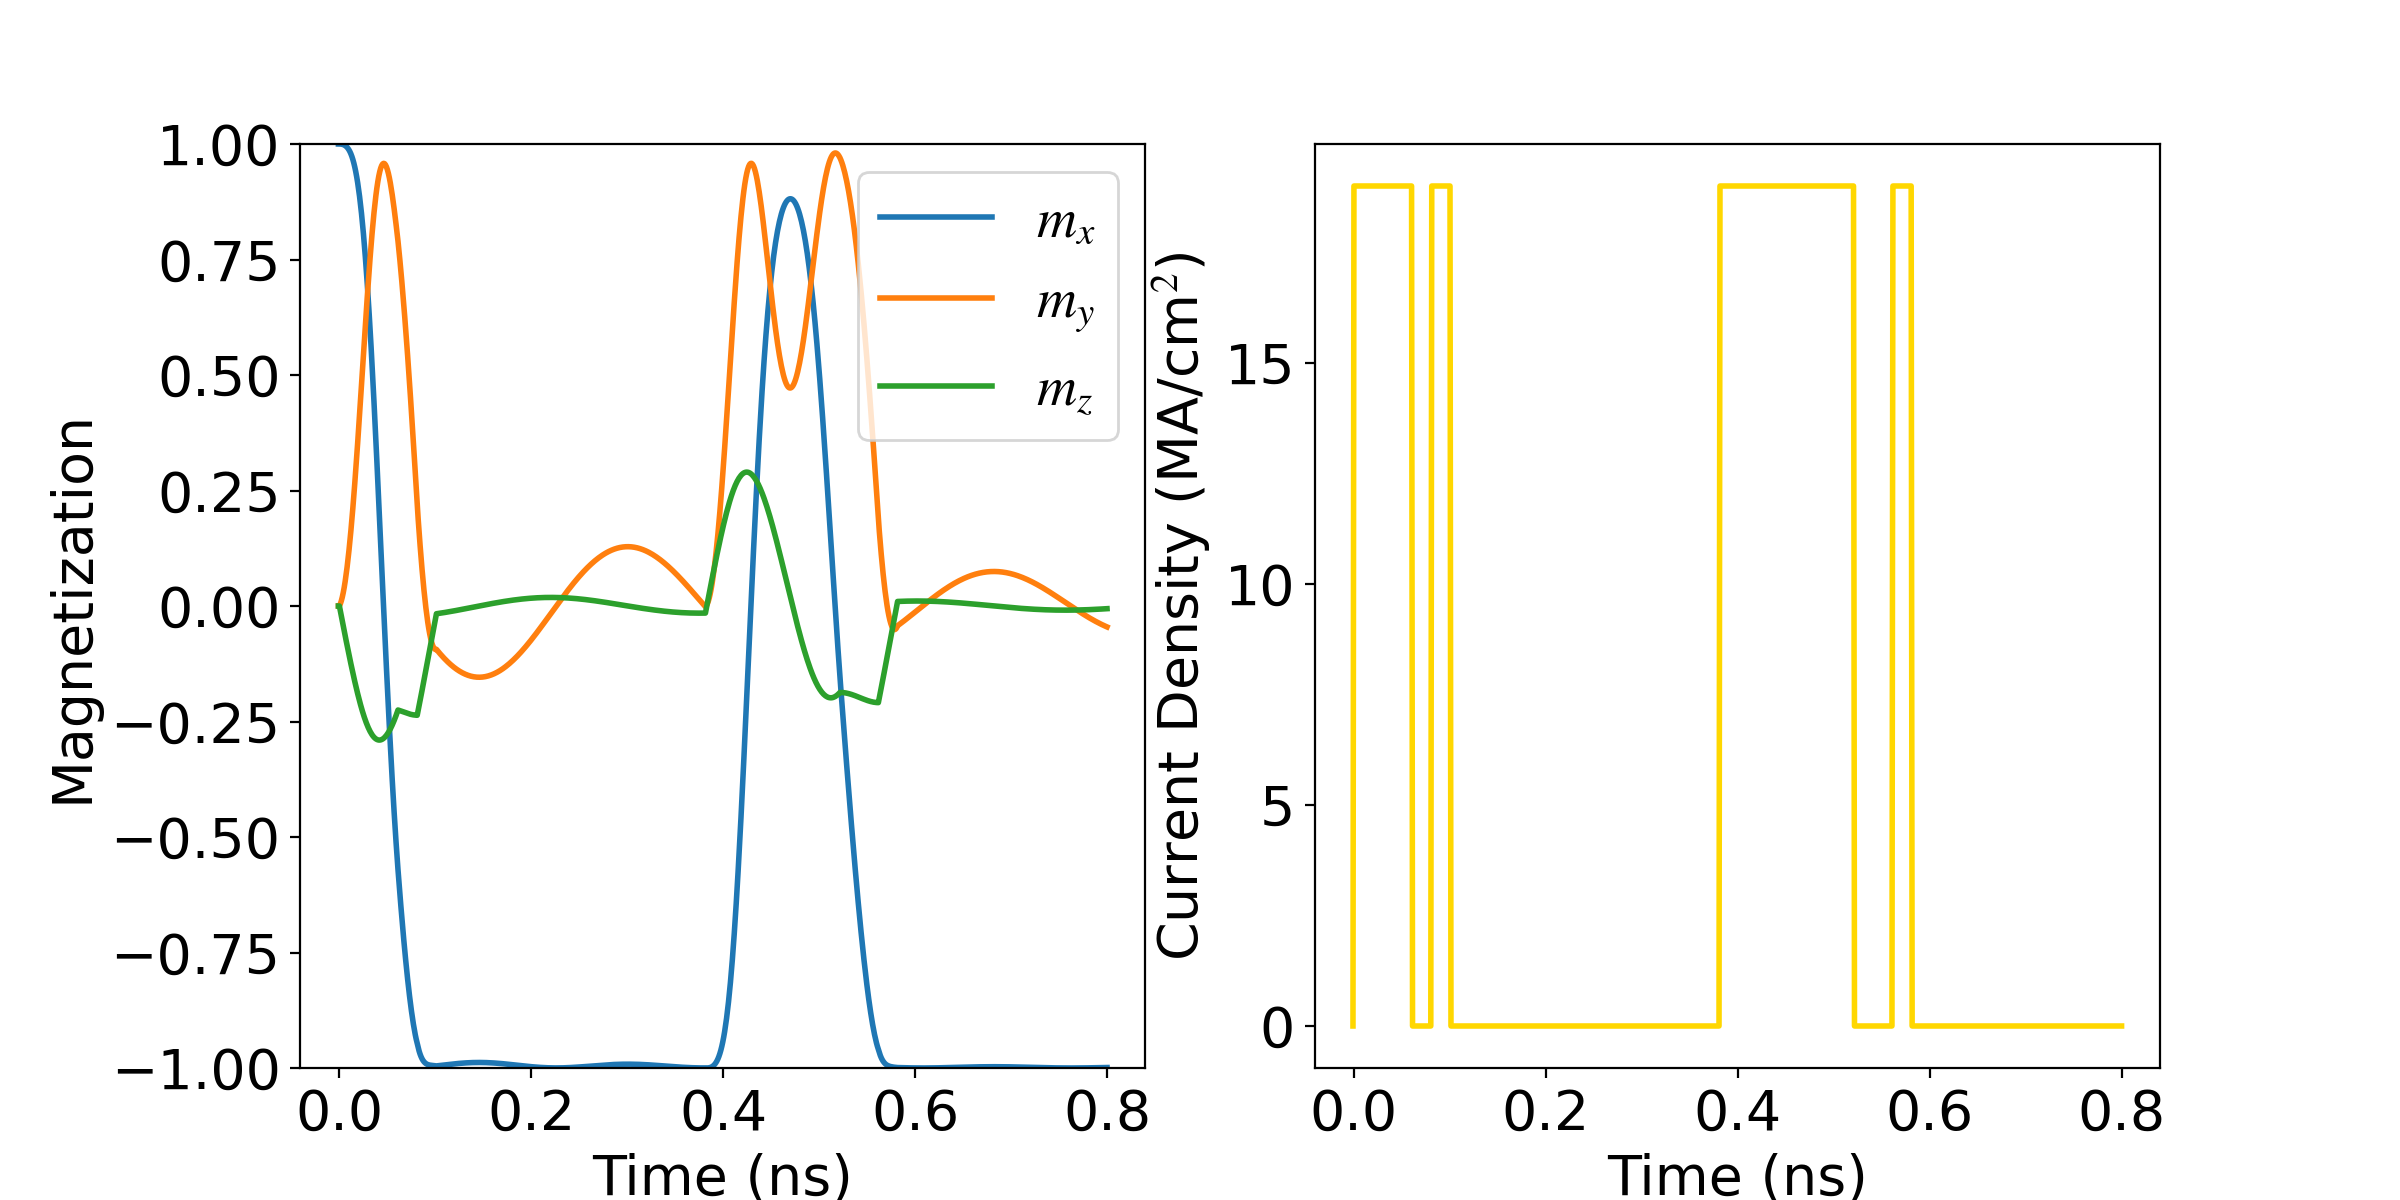 1.00
0.75
0.50
0.25
0.00
−0.25
−0.50
−0.75
−1.00
Magnetization
0.0 0.2 0.4 0.6 0.8
Time (ns)
m_x
m_y
m_z
Current Density (MA/cm²)
15
10
5
0
0.0 0.2 0.4 0.6 0.8
Time (ns)